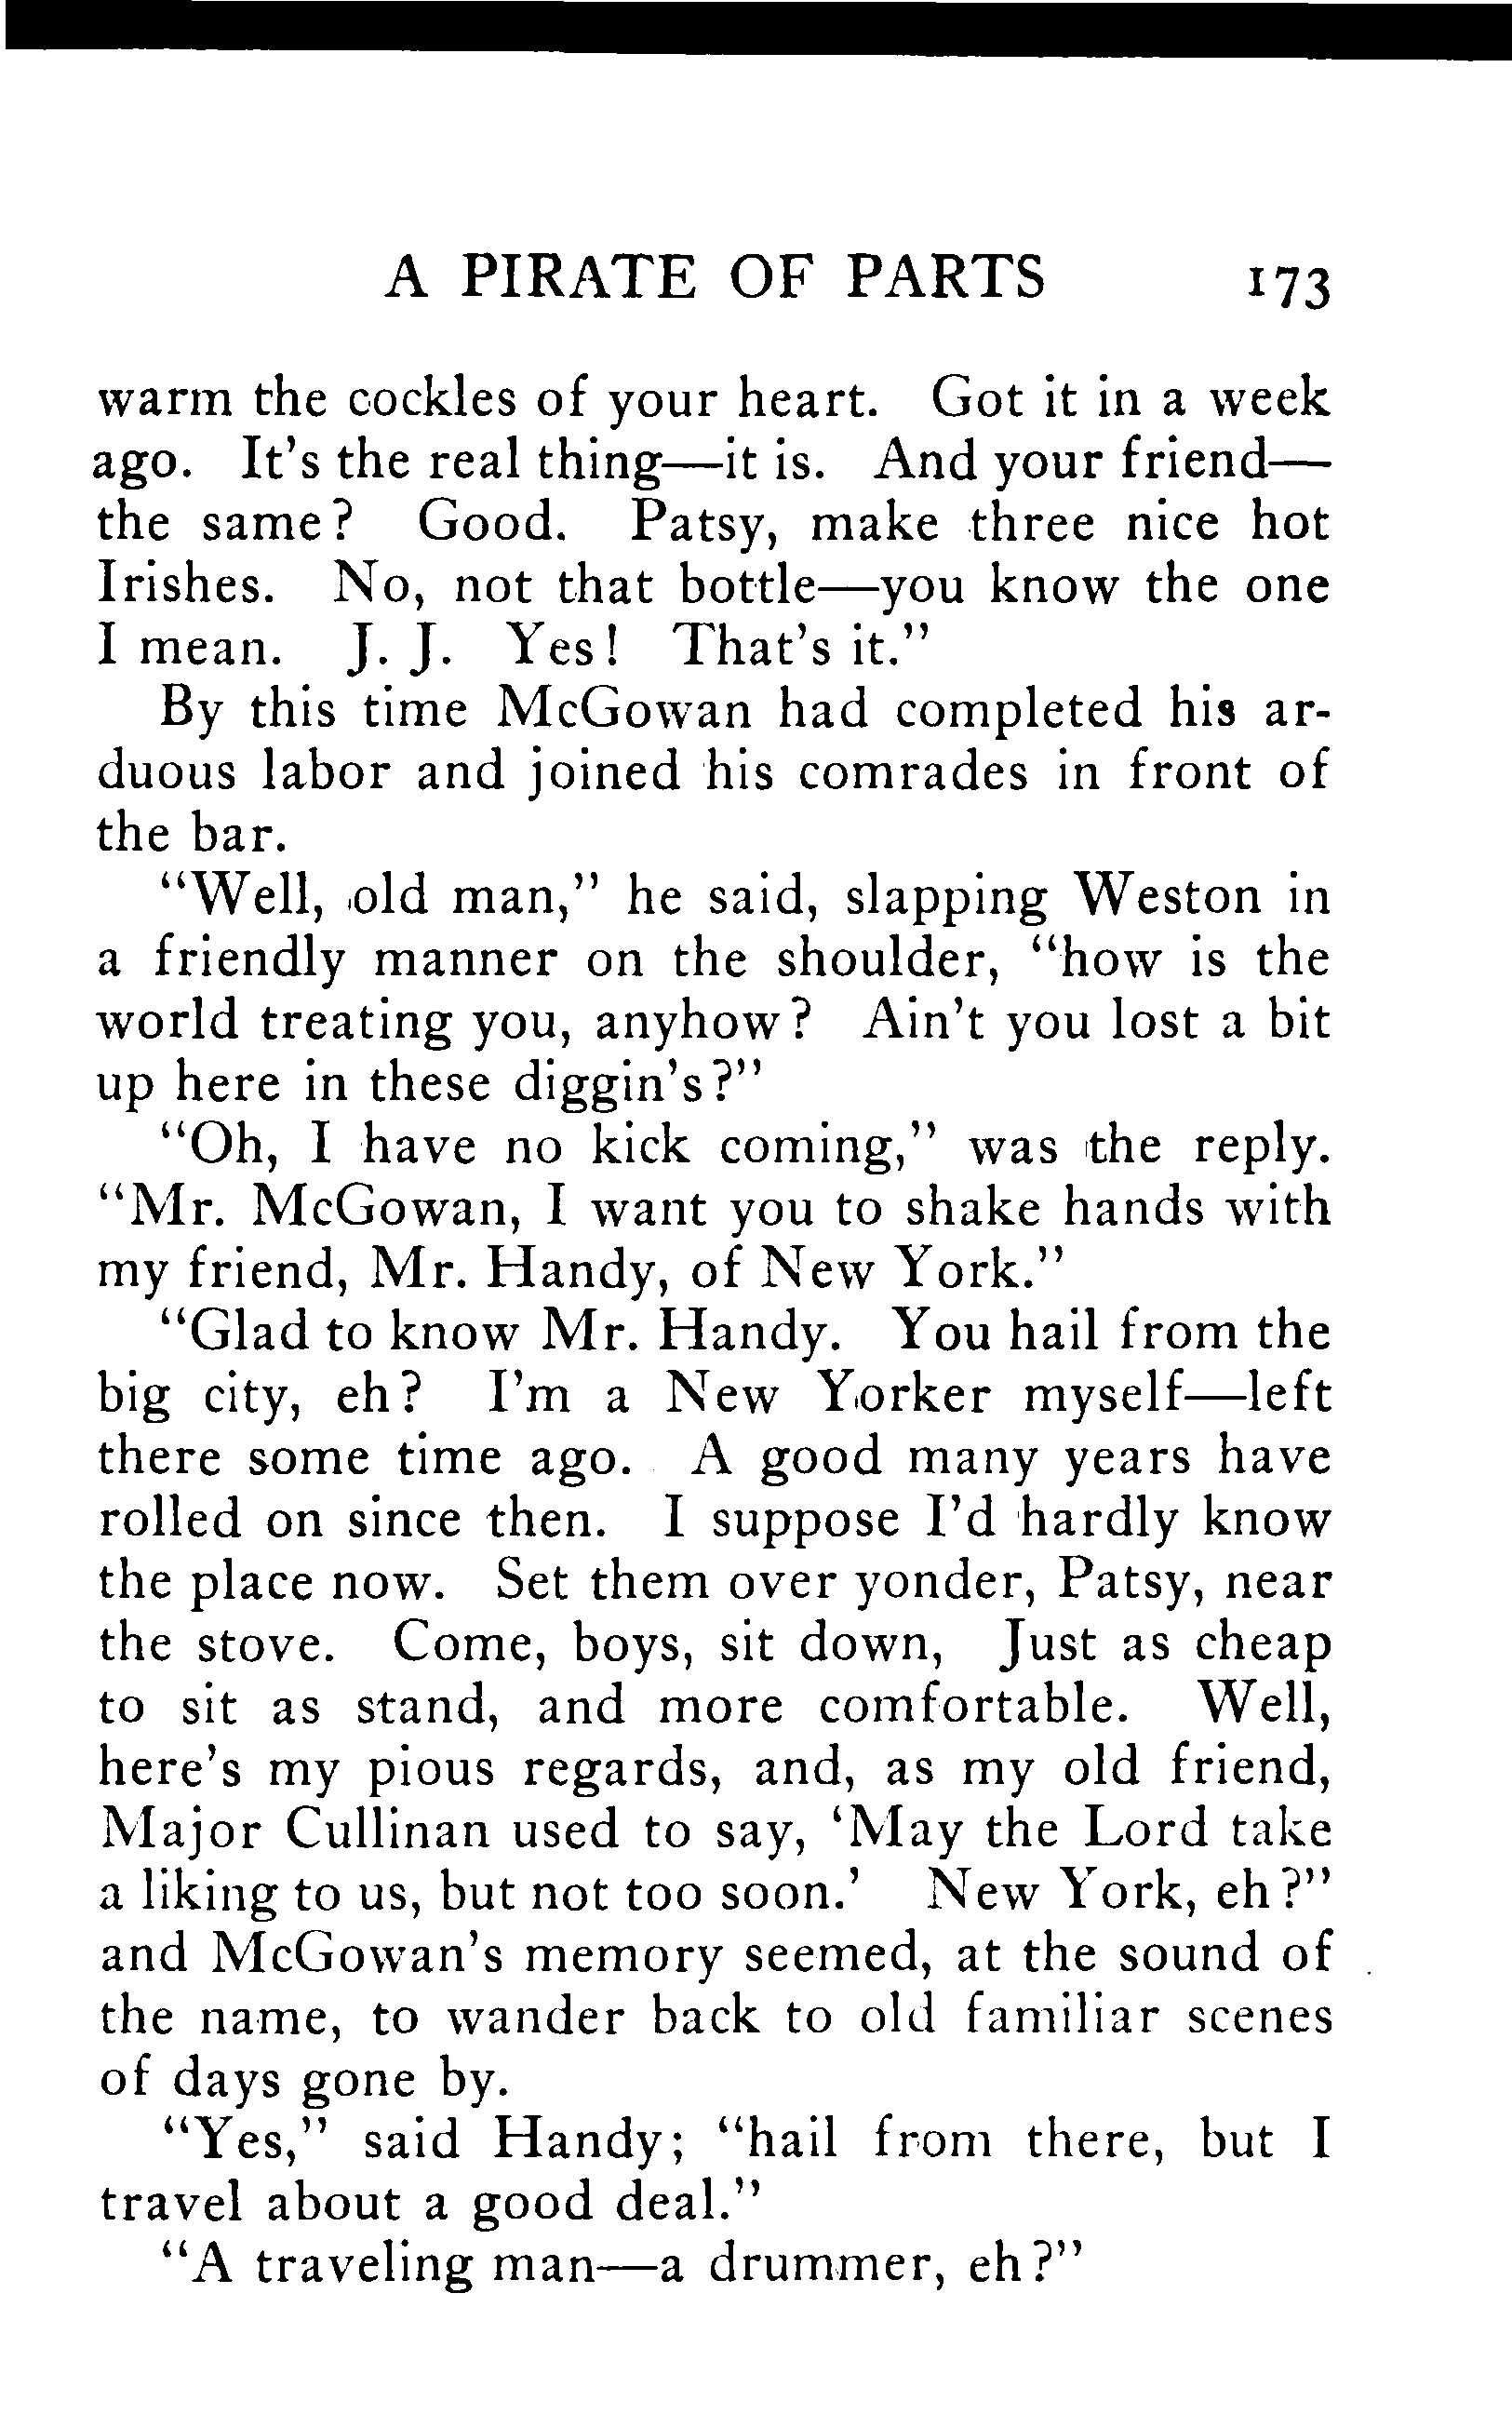 A PIRATE OF PARTS 173
warm the cockles of your heart. Got it in a week
ago. It's the real thing—it is. And your friend—
the same? Good. Patsy, make three nice hot
Irishes. No, not that bottle—you know the one
I mean. J. J. Yes! That's it."
By this time McGowan had completed his ar-
duous labor and joined his comrades in front of
the bar.
"Well, old man," he said, slapping Weston in
a friendly manner on the shoulder, "how is the
world treating you, anyhow? Ain't you lost a bit
up here in these diggin's?"
"Oh, I have no kick coming," was the reply.
"Mr. McGowan, I want you to shake hands with
my friend, Mr. Handy, of New York."
"Glad to know Mr. Handy. You hail from the
big city, eh? I'm a New Yorker myself—left
there some time ago. A good many years have
rolled on since then. I suppose I'd hardly know
the place now. Set them over yonder, Patsy, near
the stove. Come, boys, sit down, Just as cheap
to sit as stand, and more comfortable. Well,
here's my pious regards, and, as my old friend,
Major Cullinan used to say, 'May the Lord take
a liking to us, but not too soon.' New York, eh?"
and McGowan's memory seemed, at the sound of
the name, to wander back to old familiar scenes
of days gone by.
"Yes," said Handy; "hail from there, but I
travel about a good deal."
"A traveling man—a drummer, eh?"